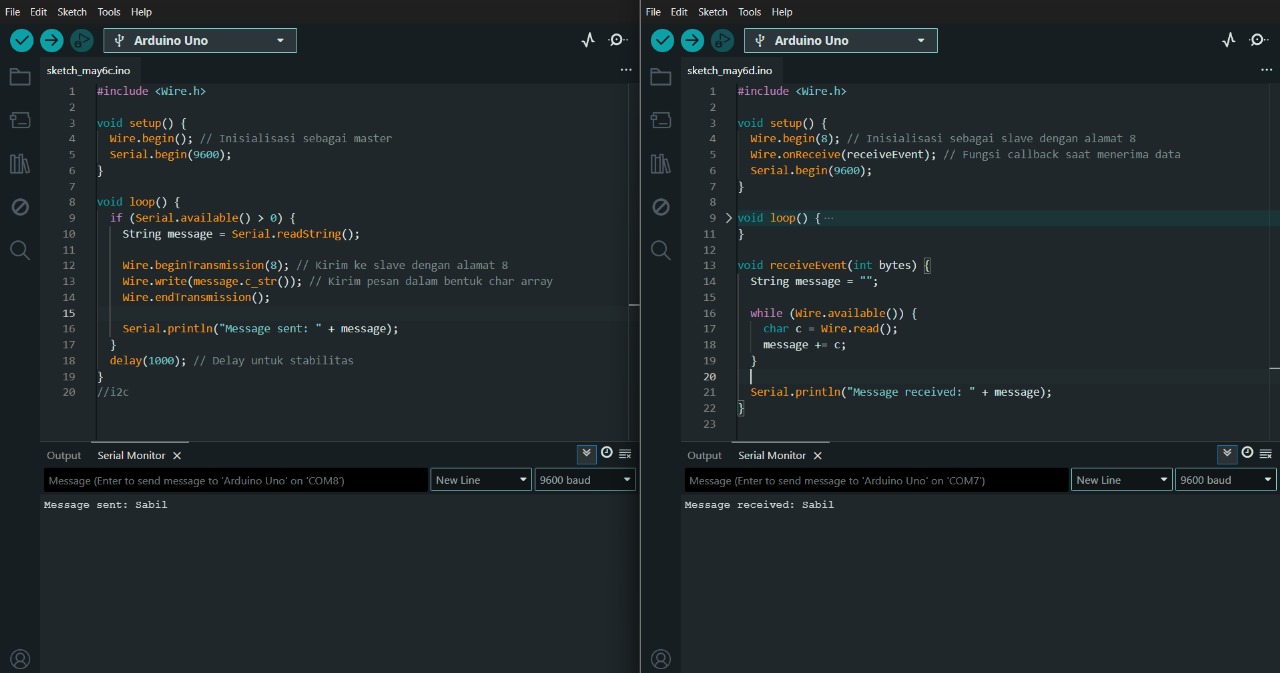 File Edit Sketch Tools Help
Arduino Uno
sketch_may6c.ino
1 #include <Wire.h>
2
3 void setup() {
4 Wire.begin(); // Inisialisasi sebagai master
5 Serial.begin(9600);
6 }
7
8 void loop() {
9 if (Serial.available() > 0) {
10 String message = Serial.readString();
11
12 Wire.beginTransmission(8); // Kirim ke slave dengan alamat 8
13 Wire.write(message.c_str()); // Kirim pesan dalam bentuk char array
14 Wire.endTransmission();
15
16 Serial.println("Message sent: " + message);
17 }
18 delay(1000); // Delay untuk stabilitas
19 }
20 //i2c
Output Serial Monitor
Message (Enter to send message to 'Arduino Uno' on 'COM8') New Line 9600 baud
Message sent: Sabil
File Edit Sketch Tools Help
Arduino Uno
sketch_may6d.ino
1 #include <Wire.h>
2
3 void setup() {
4 Wire.begin(8); // Inisialisasi sebagai slave dengan alamat 8
5 Wire.onReceive(receiveEvent); // Fungsi callback saat menerima data
6 Serial.begin(9600);
7 }
8
9 void loop() { ...
11 }
12
13 void receiveEvent(int bytes) {
14 String message = "";
15
16 while (Wire.available()) {
17 char c = Wire.read();
18 message += c;
19 }
20
21 Serial.println("Message received: " + message);
22 }
23
Output Serial Monitor
Message (Enter to send message to 'Arduino Uno' on 'COM7') New Line 9600 baud
Message received: Sabil